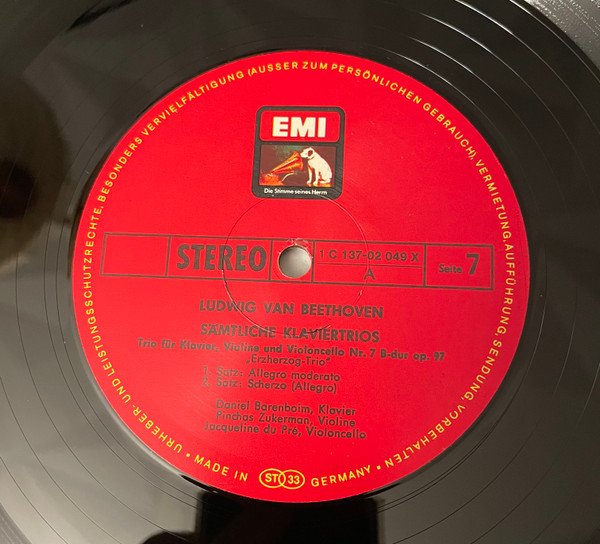 URHEBER- UND LEISTUNGSSCHUTZRECHTE, BESONDERS VERVIELFÄLTIGUNG (AUSSER ZUM PERSÖNLICHEN GEBRAUCH), VERMIETUNG, AUFFÜHRUNG, SENDUNG, VORBEHALTEN
EMI
Die Stimme seines Herrn
STEREO
1 C 137-02 049 X
A
Seite 7
LUDWIG VAN BEETHOVEN
SÄMTLICHE KLAVIERTRIOS
Trio für Klavier, Violine und Violoncello Nr. 7 B-dur op. 97
„Erzherzog-Trio"
1. Satz: Allegro moderato
2. Satz: Scherzo (Allegro)
Daniel Barenboim, Klavier
Pinchas Zukerman, Violine
Jacqueline du Pré, Violoncello
• MADE IN ST 33 GERMANY •